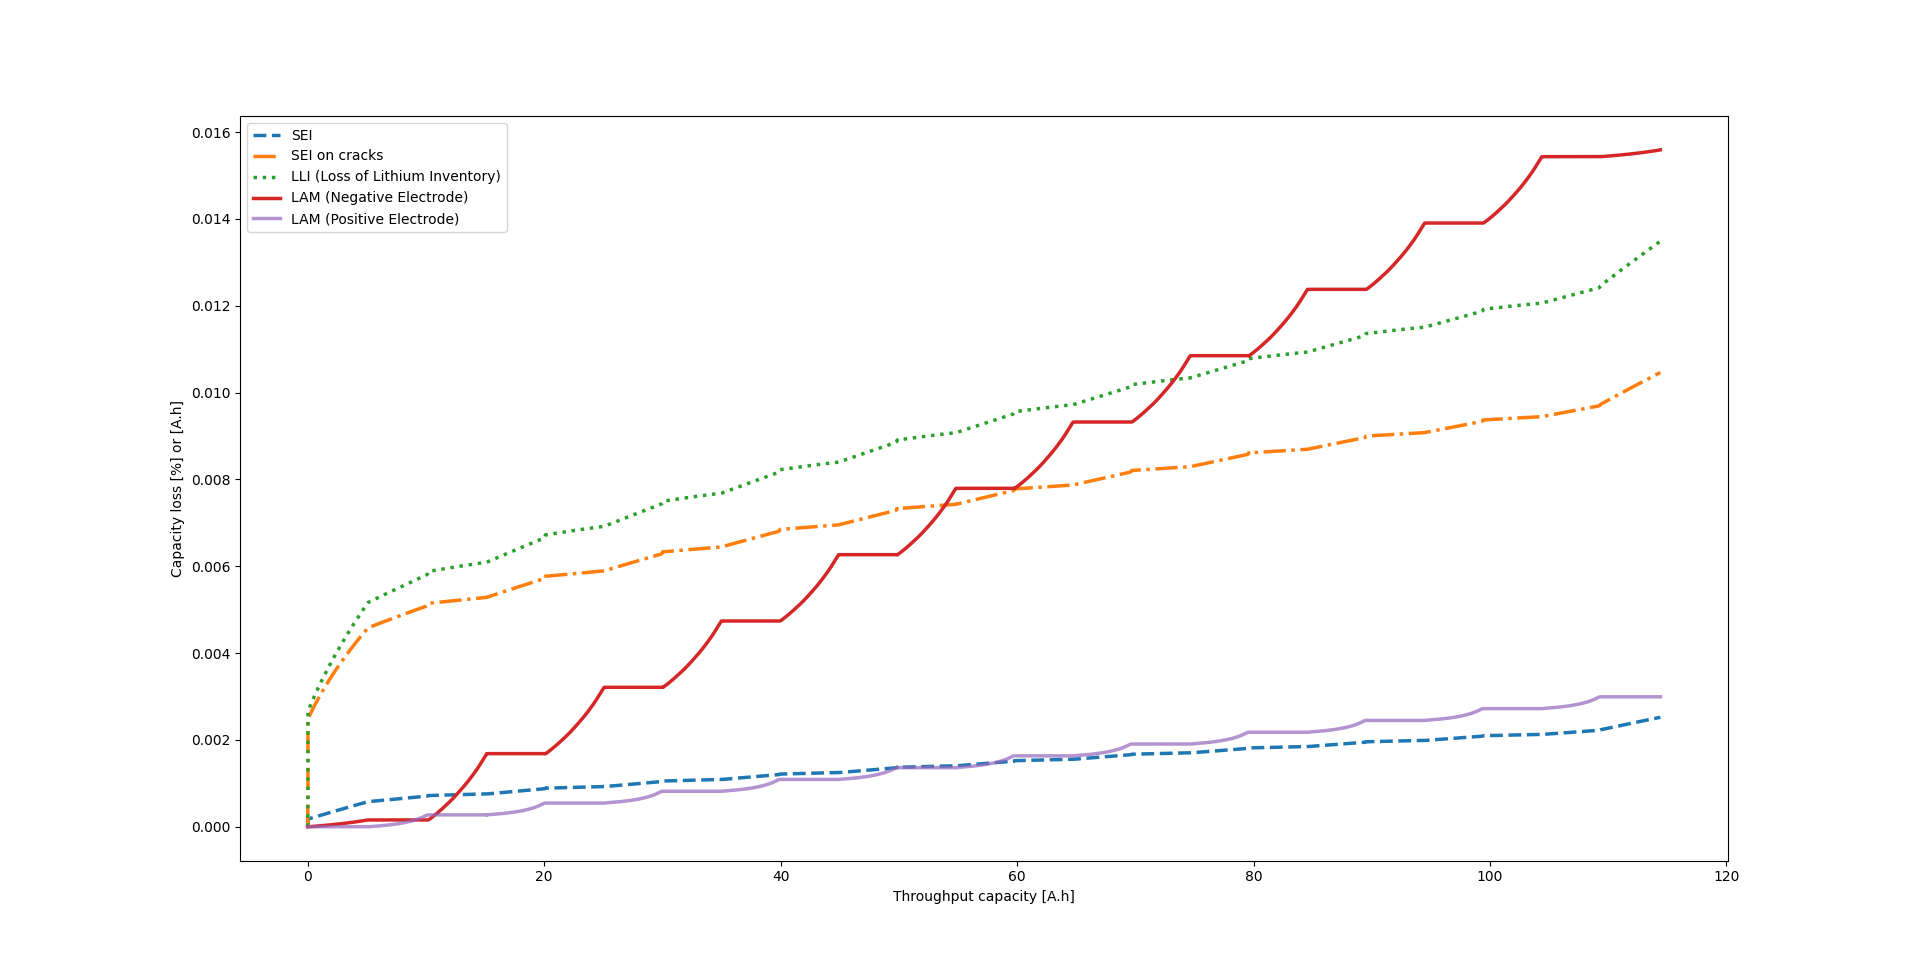 0.016
0.014
0.012
0.010
0.008
0.006
0.004
0.002
0.000
Capacity loss [%] or [A.h]
SEI
SEI on cracks
LLI (Loss of Lithium Inventory)
LAM (Negative Electrode)
LAM (Positive Electrode)
0 20 40 60 80 100 120
Throughput capacity [A.h]